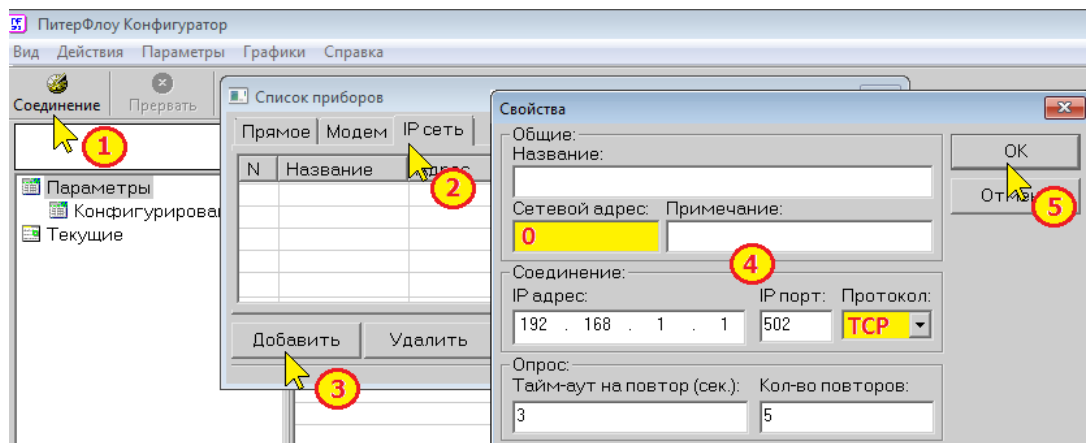 ПитерФлоу Конфигуратор
Вид Действия Параметры Графики Справка
Соединение Прервать
1
Список приборов
Прямое Модем IP сеть
N Название Адрес
2
Параметры
Конфигурирова
Текущие
Добавить Удалить
3
Свойства
Общие:
Название:
Сетевой адрес: Примечание:
0
4
Соединение:
IP адрес: IP порт: Протокол:
192 . 168 . 1 . 1 502 TCP
Опрос:
Тайм-аут на повтор (сек.): Кол-во повторов:
3 5
OK
Отмена
5